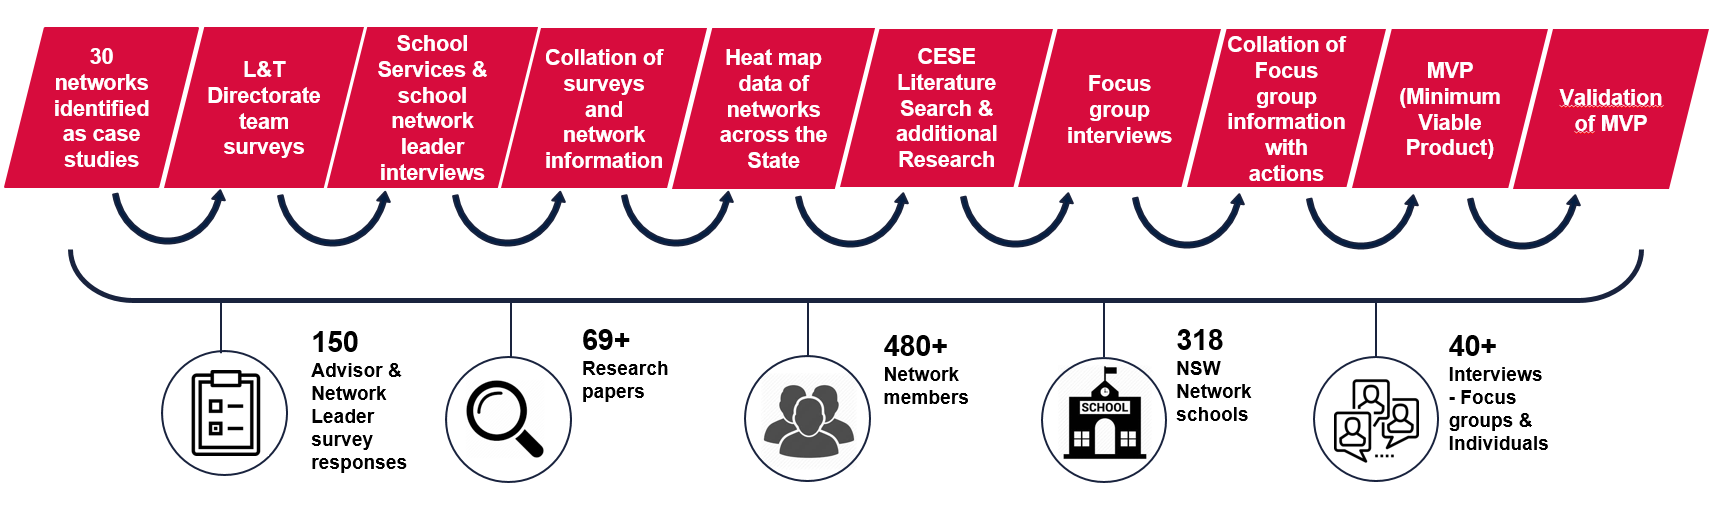 30
networks
identified
as case
studies
L&T
Directorate
team
surveys
School
Services &
school
network
leader
interviews
Collation of
surveys
and
network
information
Heat map
data of
networks
across the
State
CESE
Literature
Search &
additional
Research
Focus
group
interviews
Collation of
Focus
group
information
with
actions
MVP
(Minimum
Viable
Product)
Validation
of MVP
150
Advisor &
Network
Leader
survey
responses
69+
Research
papers
480+
Network
members
SCHOOL
318
NSW
Network
schools
40+
Interviews
- Focus
groups &
Individuals